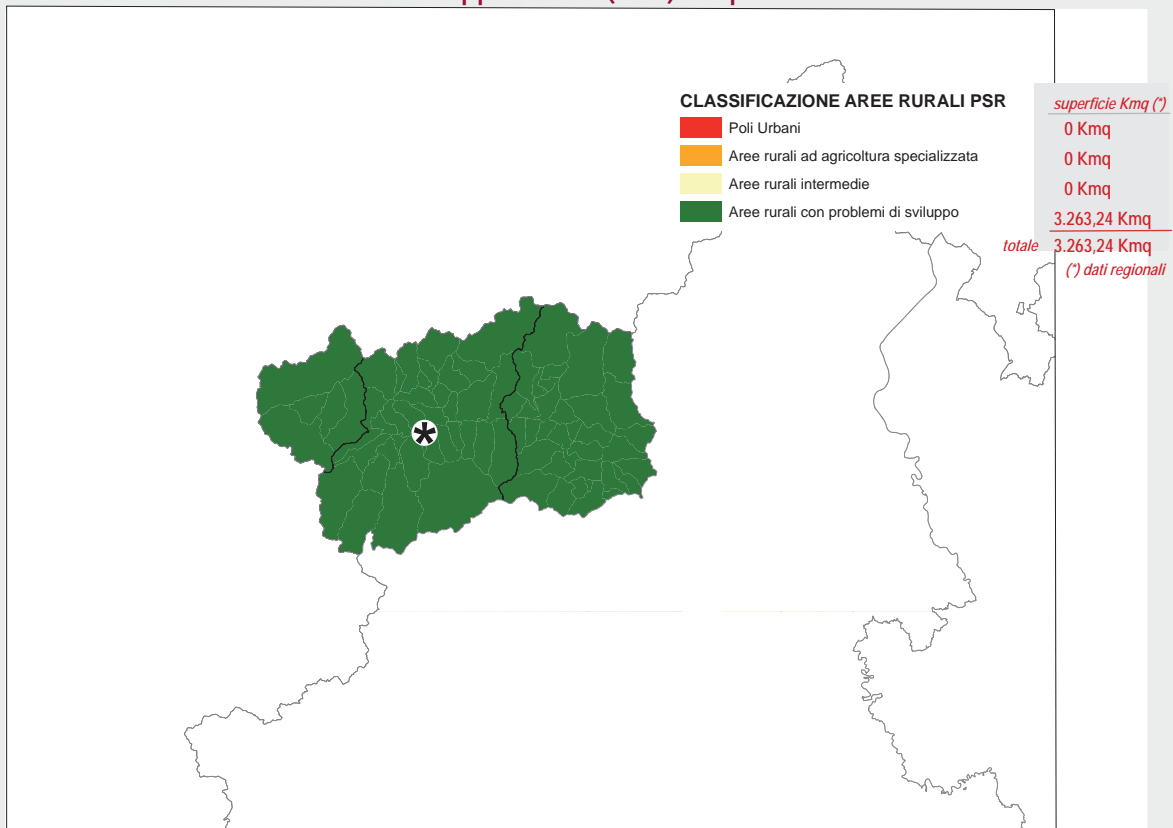 CLASSIFICAZIONE AREE RURALI PSR
superficie Kmq (*)
Poli Urbani
0 Kmq
Aree rurali ad agricoltura specializzata
0 Kmq
Aree rurali intermedie
0 Kmq
Aree rurali con problemi di sviluppo
3.263,24 Kmq
totale 3.263,24 Kmq
(*) dati regionali
*